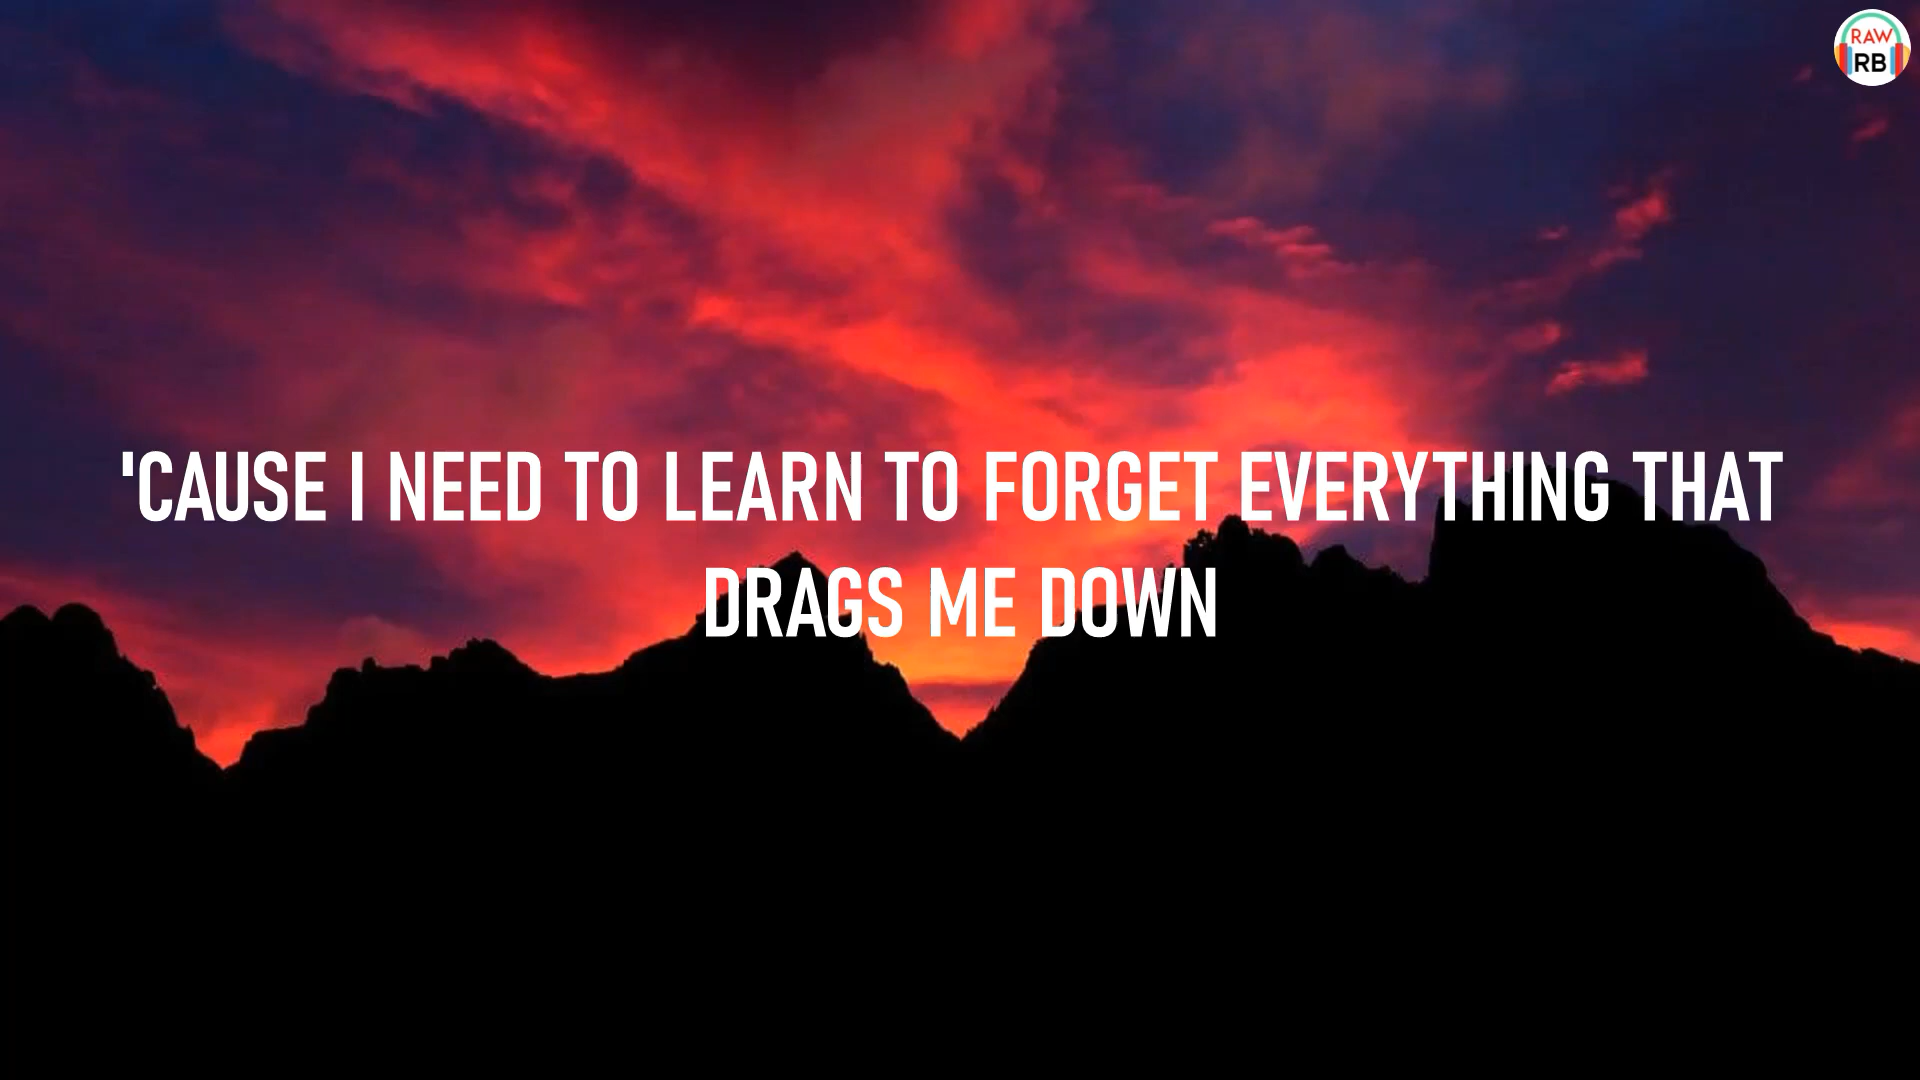 RAW
RB
'CAUSE I NEED TO LEARN TO FORGET EVERYTHING THAT
DRAGS ME DOWN